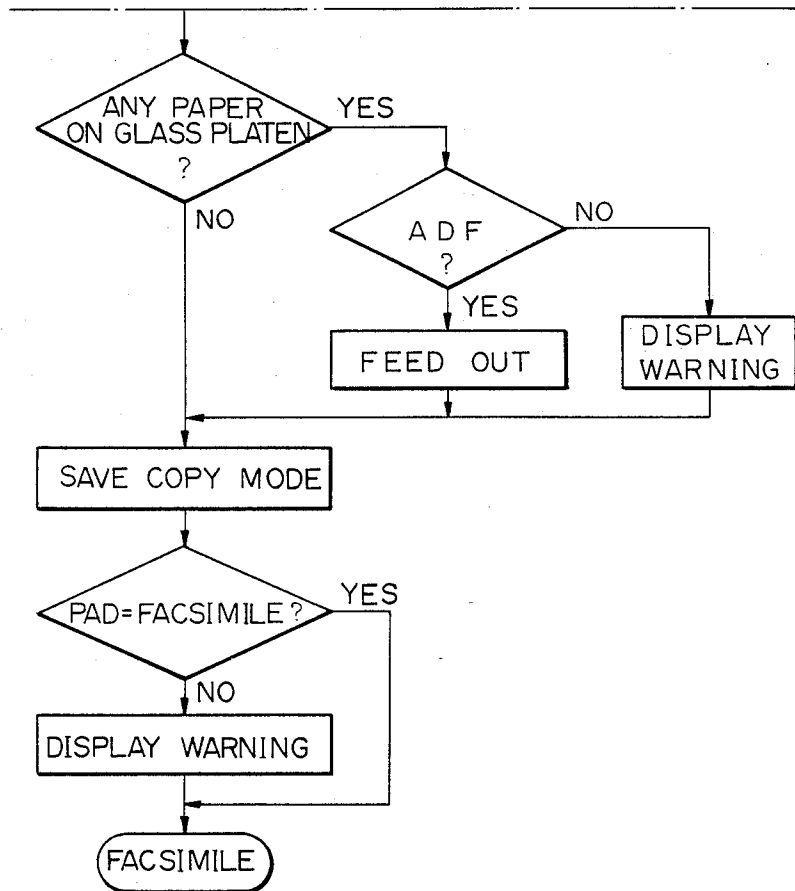 ANY PAPER
ON GLASS PLATEN
?
YES
NO
ADF
?
NO
YES
FEED OUT
DISPLAY
WARNING
SAVE COPY MODE
PAD=FACSIMILE?
YES
NO
DISPLAY WARNING
FACSIMILE